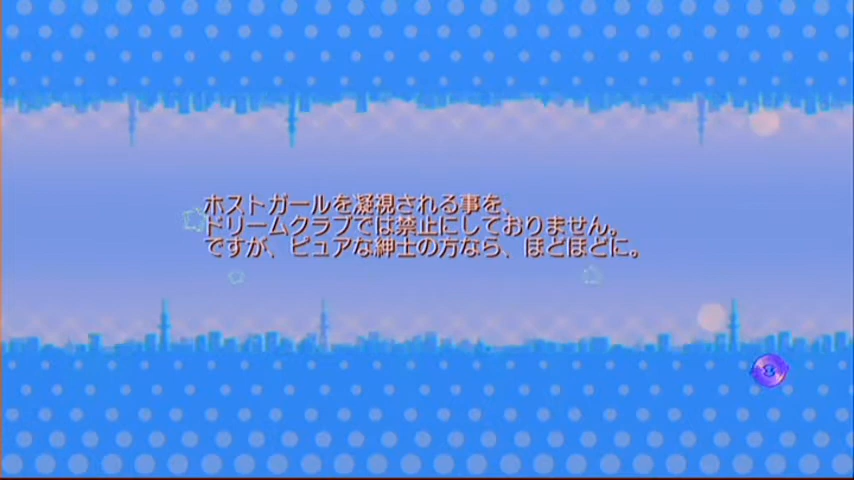 ホストガールを凝視される事を、
ドリームクラブでは禁止にしておりません。
ですが、ピュアな紳士の方なら、ほどほどに。